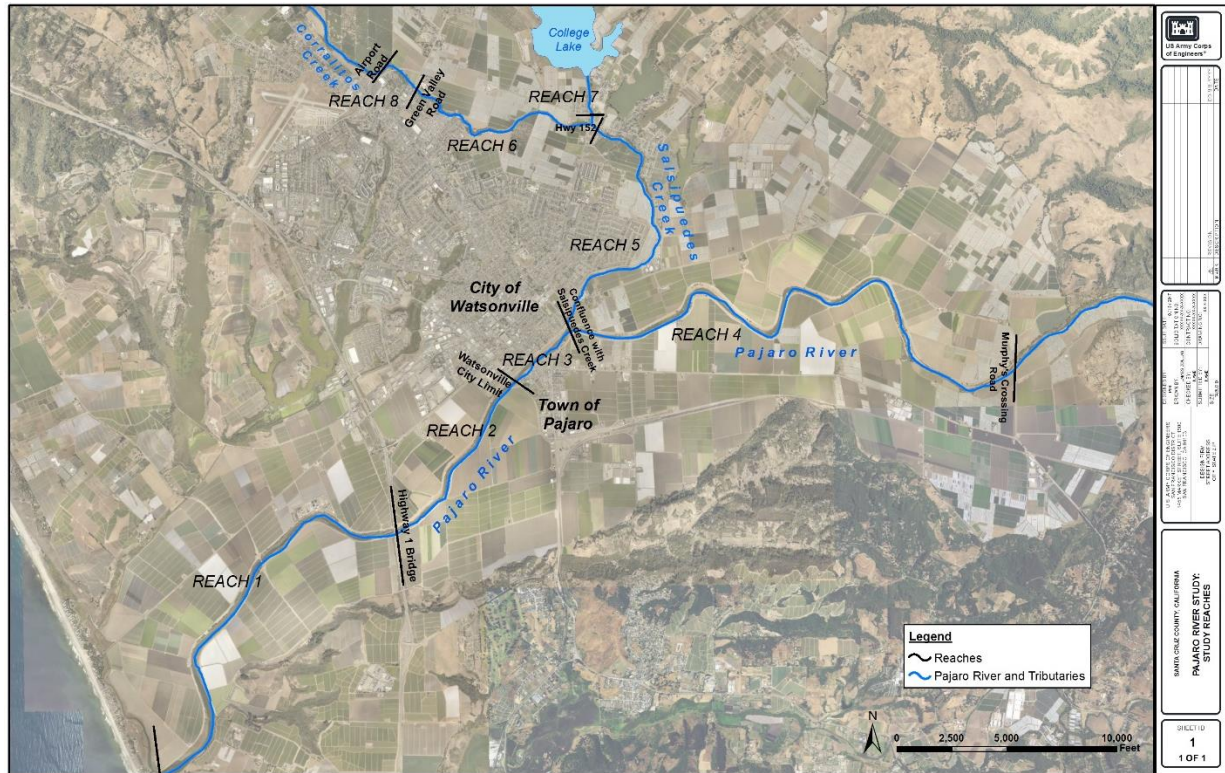 College
Lake
Corralitos
Creek
Airport
Road
REACH 8
Green Valley
Road
REACH 7
Hwy 152
REACH 6
Salsipuedes
Creek
REACH 5
City of
Watsonville
Confluence with
Salsipuedes Creek
REACH 4
Pajaro River
Murphy's Crossing
Road
REACH 3
Watsonville
City Limit
Town of
Pajaro
REACH 2
Pajaro River
Highway 1 Bridge
REACH 1
Legend
Reaches
Pajaro River and Tributaries
N
0 2,500 5,000 10,000
Feet
US Army Corps
of Engineers®
SANTA CRUZ COUNTY, CALIFORNIA
PAJARO RIVER STUDY:
STUDY REACHES
SHEET ID
1
1 OF 1